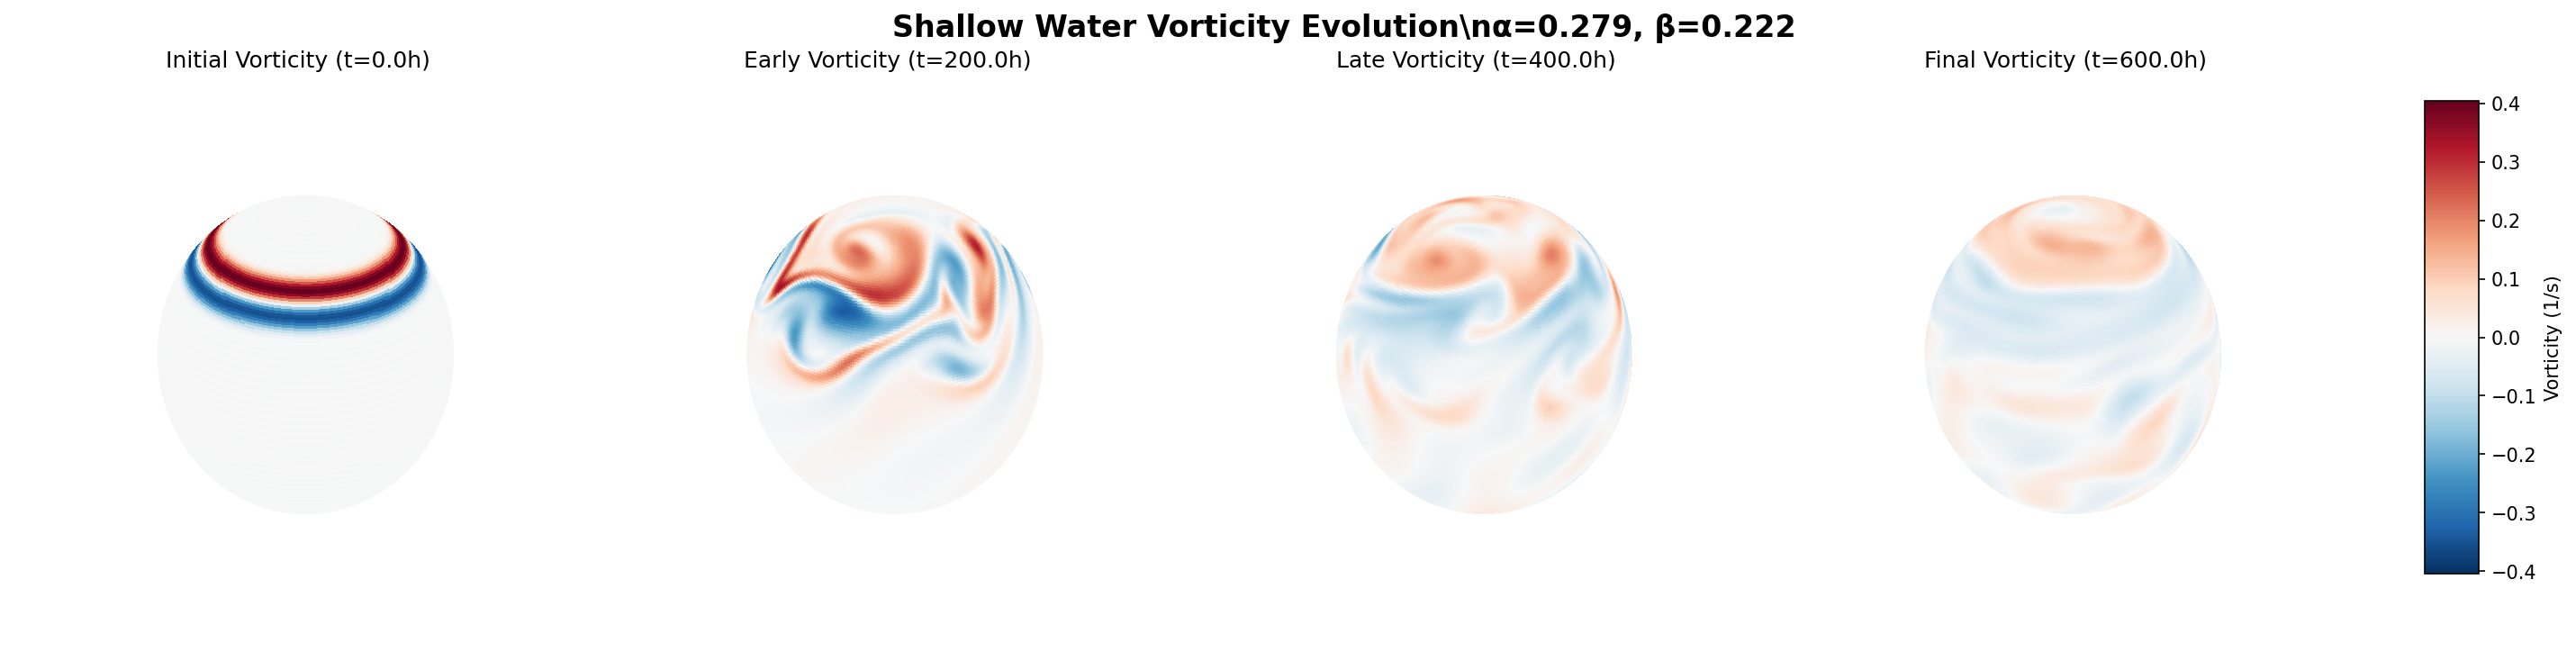 Shallow Water Vorticity Evolution\nα=0.279, β=0.222
Initial Vorticity (t=0.0h)
Early Vorticity (t=200.0h)
Late Vorticity (t=400.0h)
Final Vorticity (t=600.0h)
0.4
0.3
0.2
0.1
0.0
−0.1
−0.2
−0.3
−0.4
Vorticity (1/s)